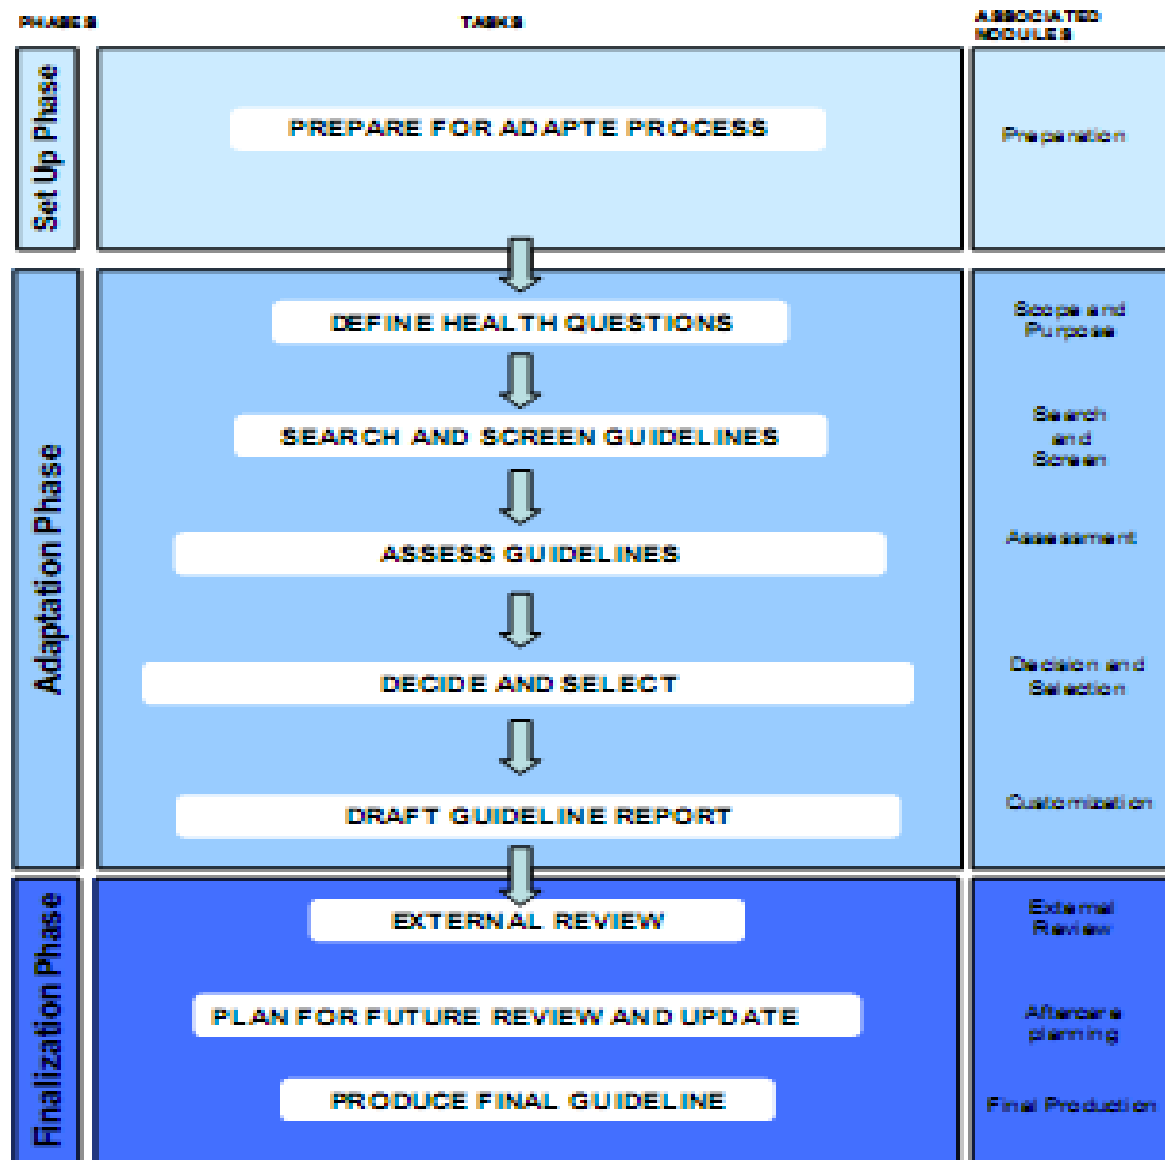 PHASES
TASKS
ASSOCIATED
MODULES
Set Up Phase
PREPARE FOR ADAPTE PROCESS
Preparation
Adaptation Phase
DEFINE HEALTH QUESTIONS
Scope and
Purpose
SEARCH AND SCREEN GUIDELINES
Search
and
Screen
ASSESS GUIDELINES
Assessment
DECIDE AND SELECT
Decision and
Selection
DRAFT GUIDELINE REPORT
Customization
Finalization Phase
EXTERNAL REVIEW
External
Review
PLAN FOR FUTURE REVIEW AND UPDATE
Aftercare
planning
PRODUCE FINAL GUIDELINE
Final Production